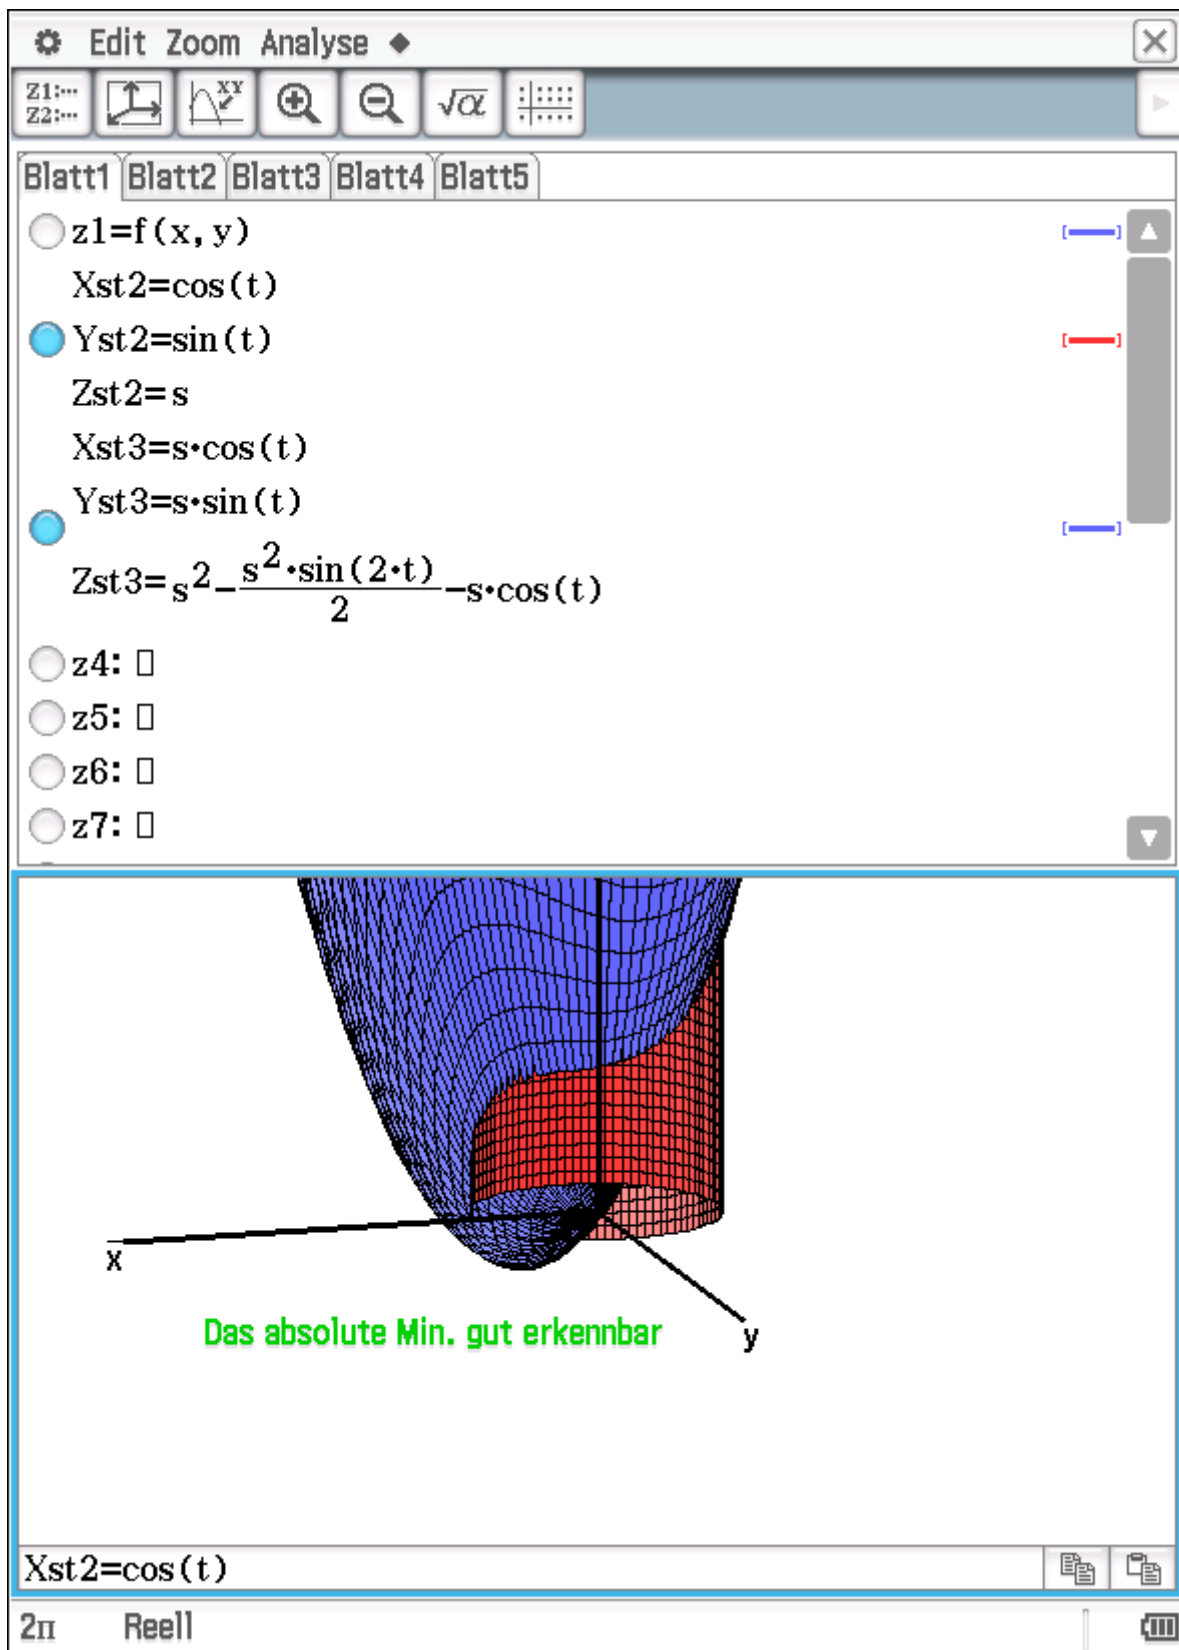 Edit Zoom Analyse ◆
Z1:··· Z2:··· XY √α
Blatt1 Blatt2 Blatt3 Blatt4 Blatt5
z1=f(x,y)
Xst2=cos(t)
Yst2=sin(t)
Zst2=s
Xst3=s·cos(t)
Yst3=s·sin(t)
Zst3=s²-s²·sin(2·t)/2-s·cos(t)
z4:□
z5:□
z6:□
z7:□
x
Das absolute Min. gut erkennbar
y
Xst2=cos(t)
2π Reell